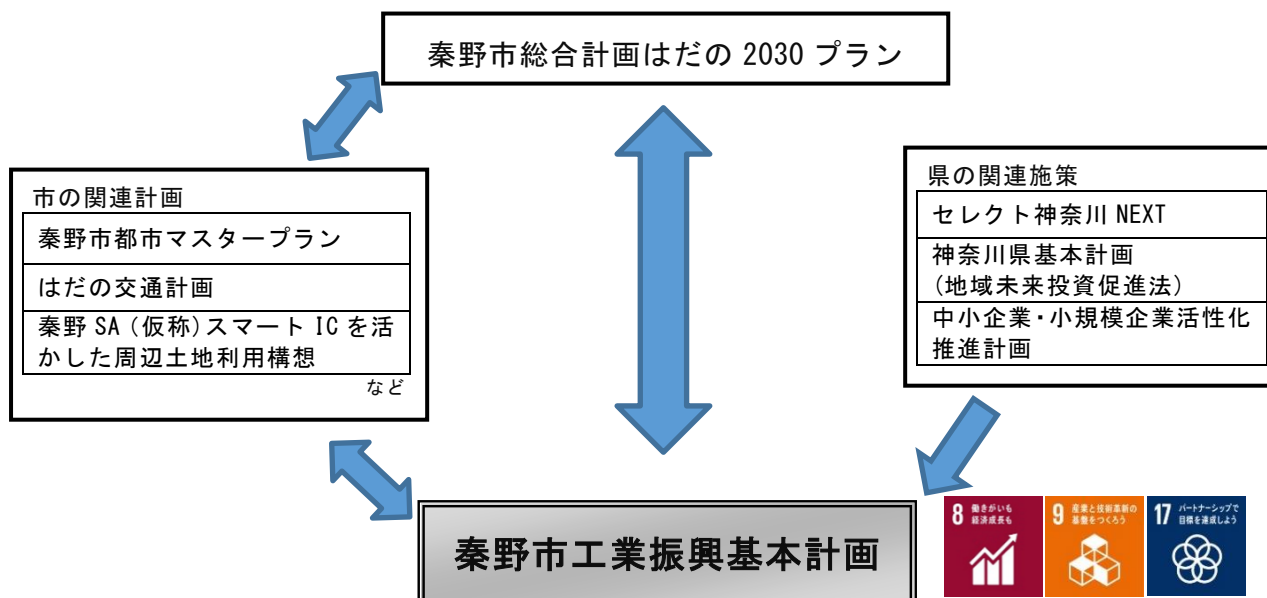 秦野市総合計画はだの 2030 プラン
市の関連計画
秦野市都市マスタープラン
はだの交通計画
秦野 SA（仮称）スマート IC を活
かした周辺土地利用構想
など
県の関連施策
セレクト神奈川 NEXT
神奈川県基本計画
(地域未来投資促進法)
中小企業・小規模企業活性化
推進計画
秦野市工業振興基本計画
8 働きがいも
経済成長も
9 産業と技術革新の
基盤をつくろう
17 パートナーシップで
目標を達成しよう